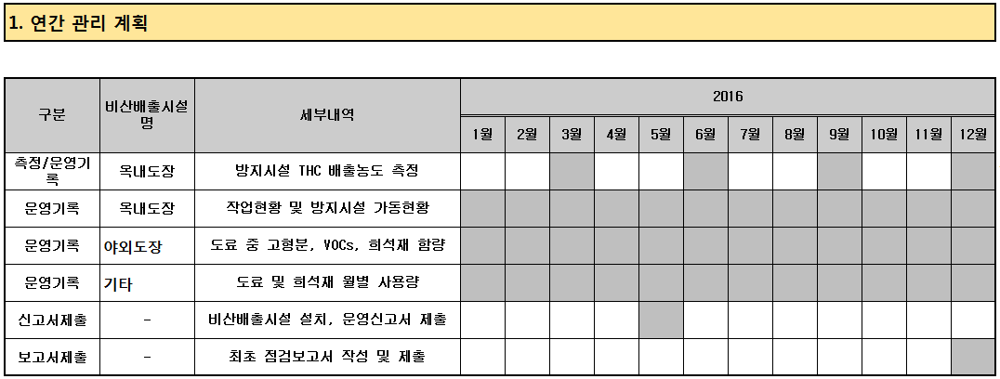 1. 연간 관리 계획
구분 비산배출시설명 세부내역 2016
1월 2월 3월 4월 5월 6월 7월 8월 9월 10월 11월 12월
측정/운영기록 옥내도장 방지시설 THC 배출농도 측정
운영기록 옥내도장 작업현황 및 방지시설 가동현황
운영기록 야외도장 도료 중 고형분, VOCs, 희석재 함량
운영기록 기타 도료 및 희석재 월별 사용량
신고서제출 - 비산배출시설 설치, 운영신고서 제출
보고서제출 - 최초 점검보고서 작성 및 제출